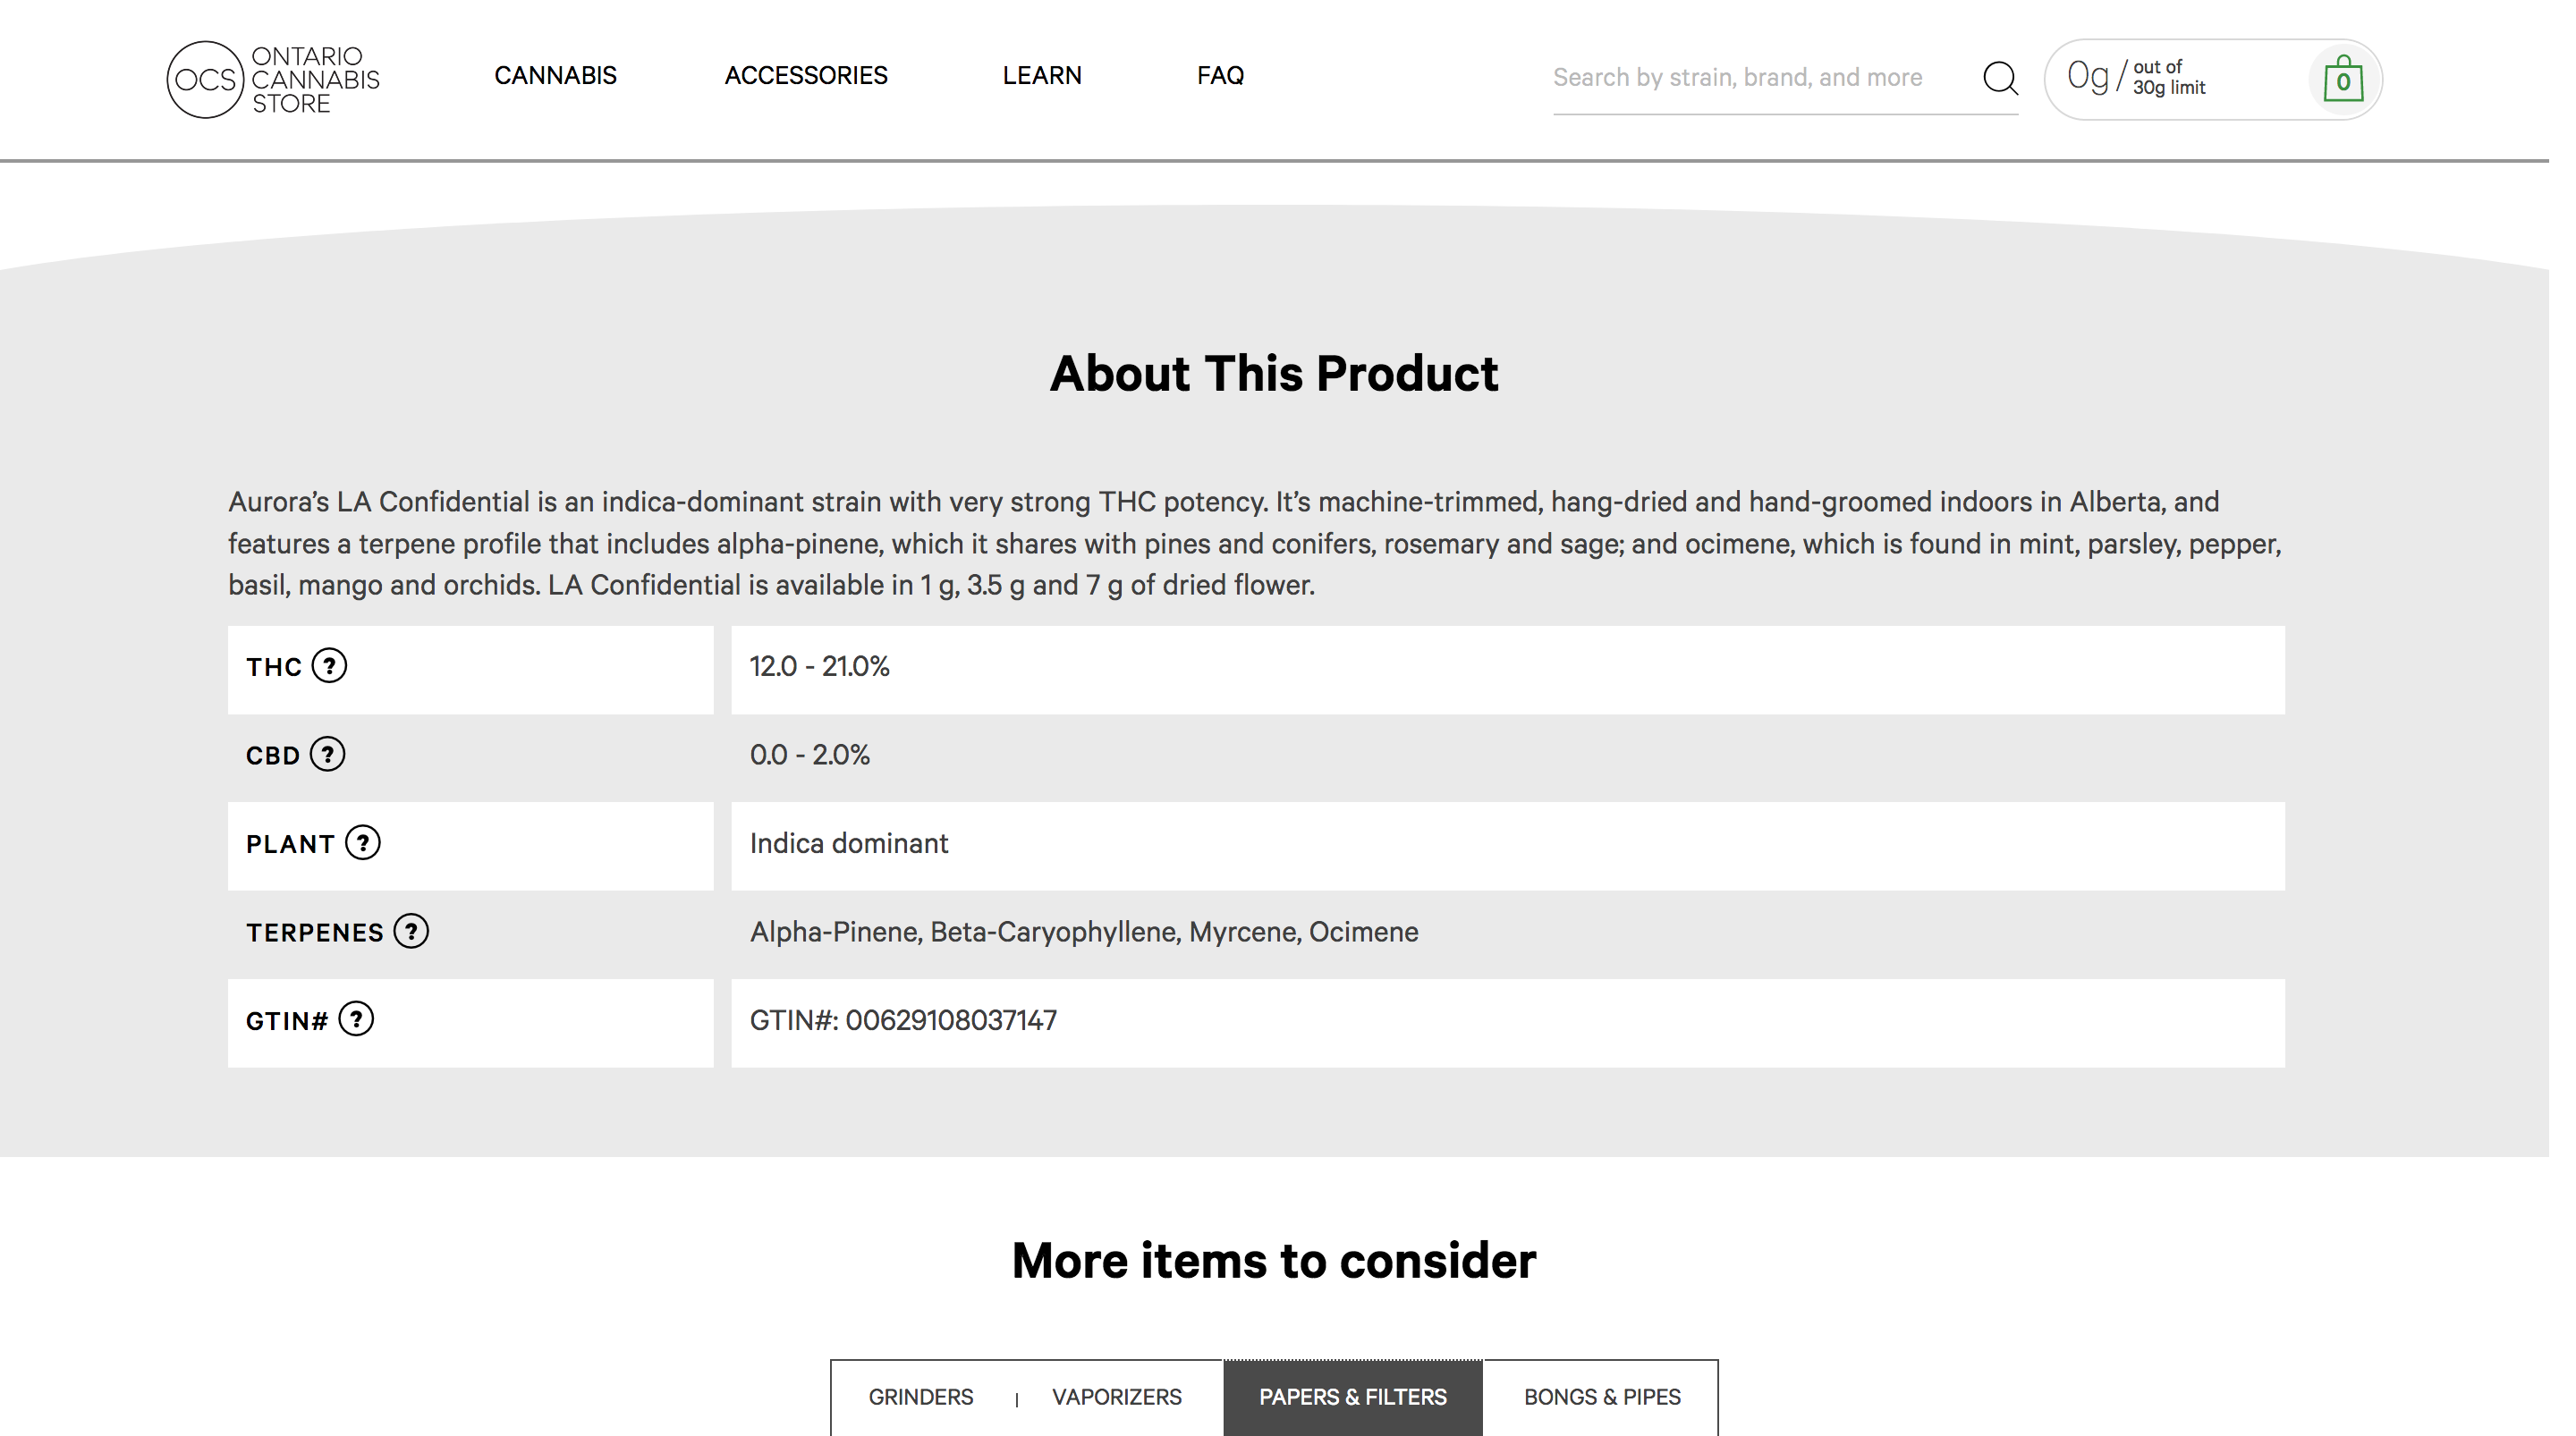 OCS
ONTARIO
CANNABIS
STORE
CANNABIS
ACCESSORIES
LEARN
FAQ
Search by strain, brand, and more
0g / out of
30g limit
0
About This Product
Aurora’s LA Confidential is an indica-dominant strain with very strong THC potency. It’s machine-trimmed, hang-dried and hand-groomed indoors in Alberta, and
features a terpene profile that includes alpha-pinene, which it shares with pines and conifers, rosemary and sage; and ocimene, which is found in mint, parsley, pepper,
basil, mango and orchids. LA Confidential is available in 1 g, 3.5 g and 7 g of dried flower.
THC ? 12.0 - 21.0%
CBD ? 0.0 - 2.0%
PLANT ? Indica dominant
TERPENES ? Alpha-Pinene, Beta-Caryophyllene, Myrcene, Ocimene
GTIN# ? GTIN#: 00629108037147
More items to consider
GRINDERS | VAPORIZERS PAPERS & FILTERS BONGS & PIPES